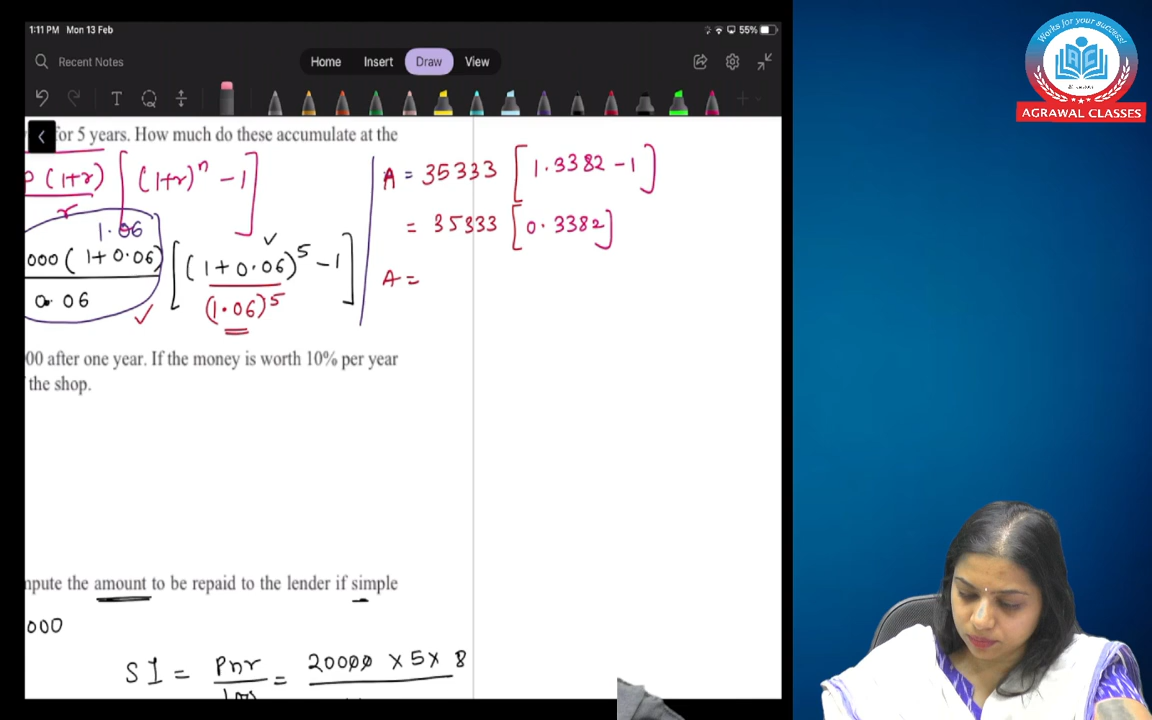 1:11 PM Mon 13 Feb
55%
Recent Notes
Home Insert Draw View
Works for your success!
AC
AGRAWAL CLASSES
for 5 years. How much do these accumulate at the
P (1+r) / r [(1+r)^n - 1]
1.06
000 (1+0.06) / 0.06 [(1+0.06)^5 - 1]
(1.06)^5
A = 35333 [1.3382 - 1]
= 35333 [0.3382]
A =
00 after one year. If the money is worth 10% per year
the shop.
npute the amount to be repaid to the lender if simple
000
SI = Pnr / 100 = 20000 × 5 × 8